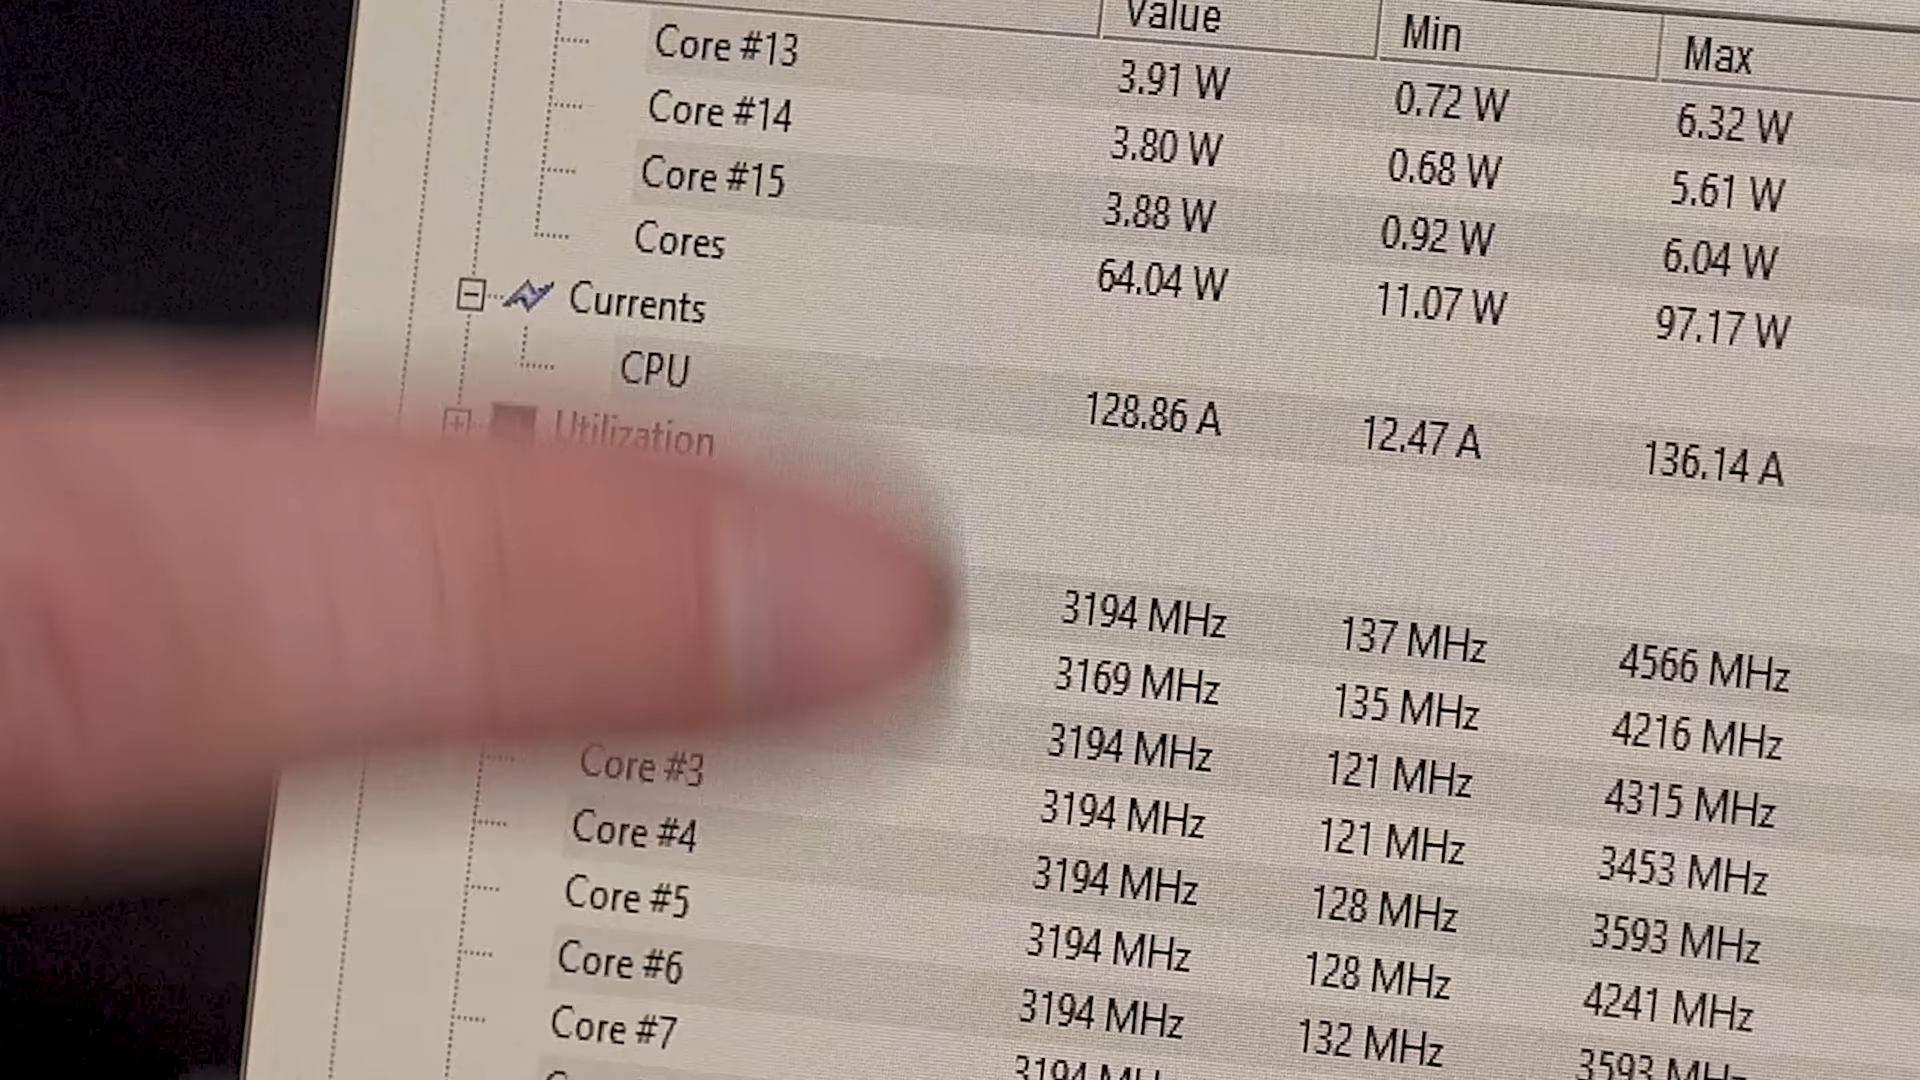 Value Min Max
Core #13 3.91 W 0.72 W 6.32 W
Core #14 3.80 W 0.68 W 5.61 W
Core #15 3.88 W 0.92 W 6.04 W
Cores 64.04 W 11.07 W 97.17 W
Currents
CPU 128.86 A 12.47 A 136.14 A
Utilization
3194 MHz 137 MHz 4566 MHz
3169 MHz 135 MHz 4216 MHz
3194 MHz 121 MHz 4315 MHz
Core #3 3194 MHz 121 MHz 3453 MHz
Core #4 3194 MHz 128 MHz 3593 MHz
Core #5 3194 MHz 128 MHz 4241 MHz
Core #6 3194 MHz 132 MHz 3593 MHz
Core #7 3194